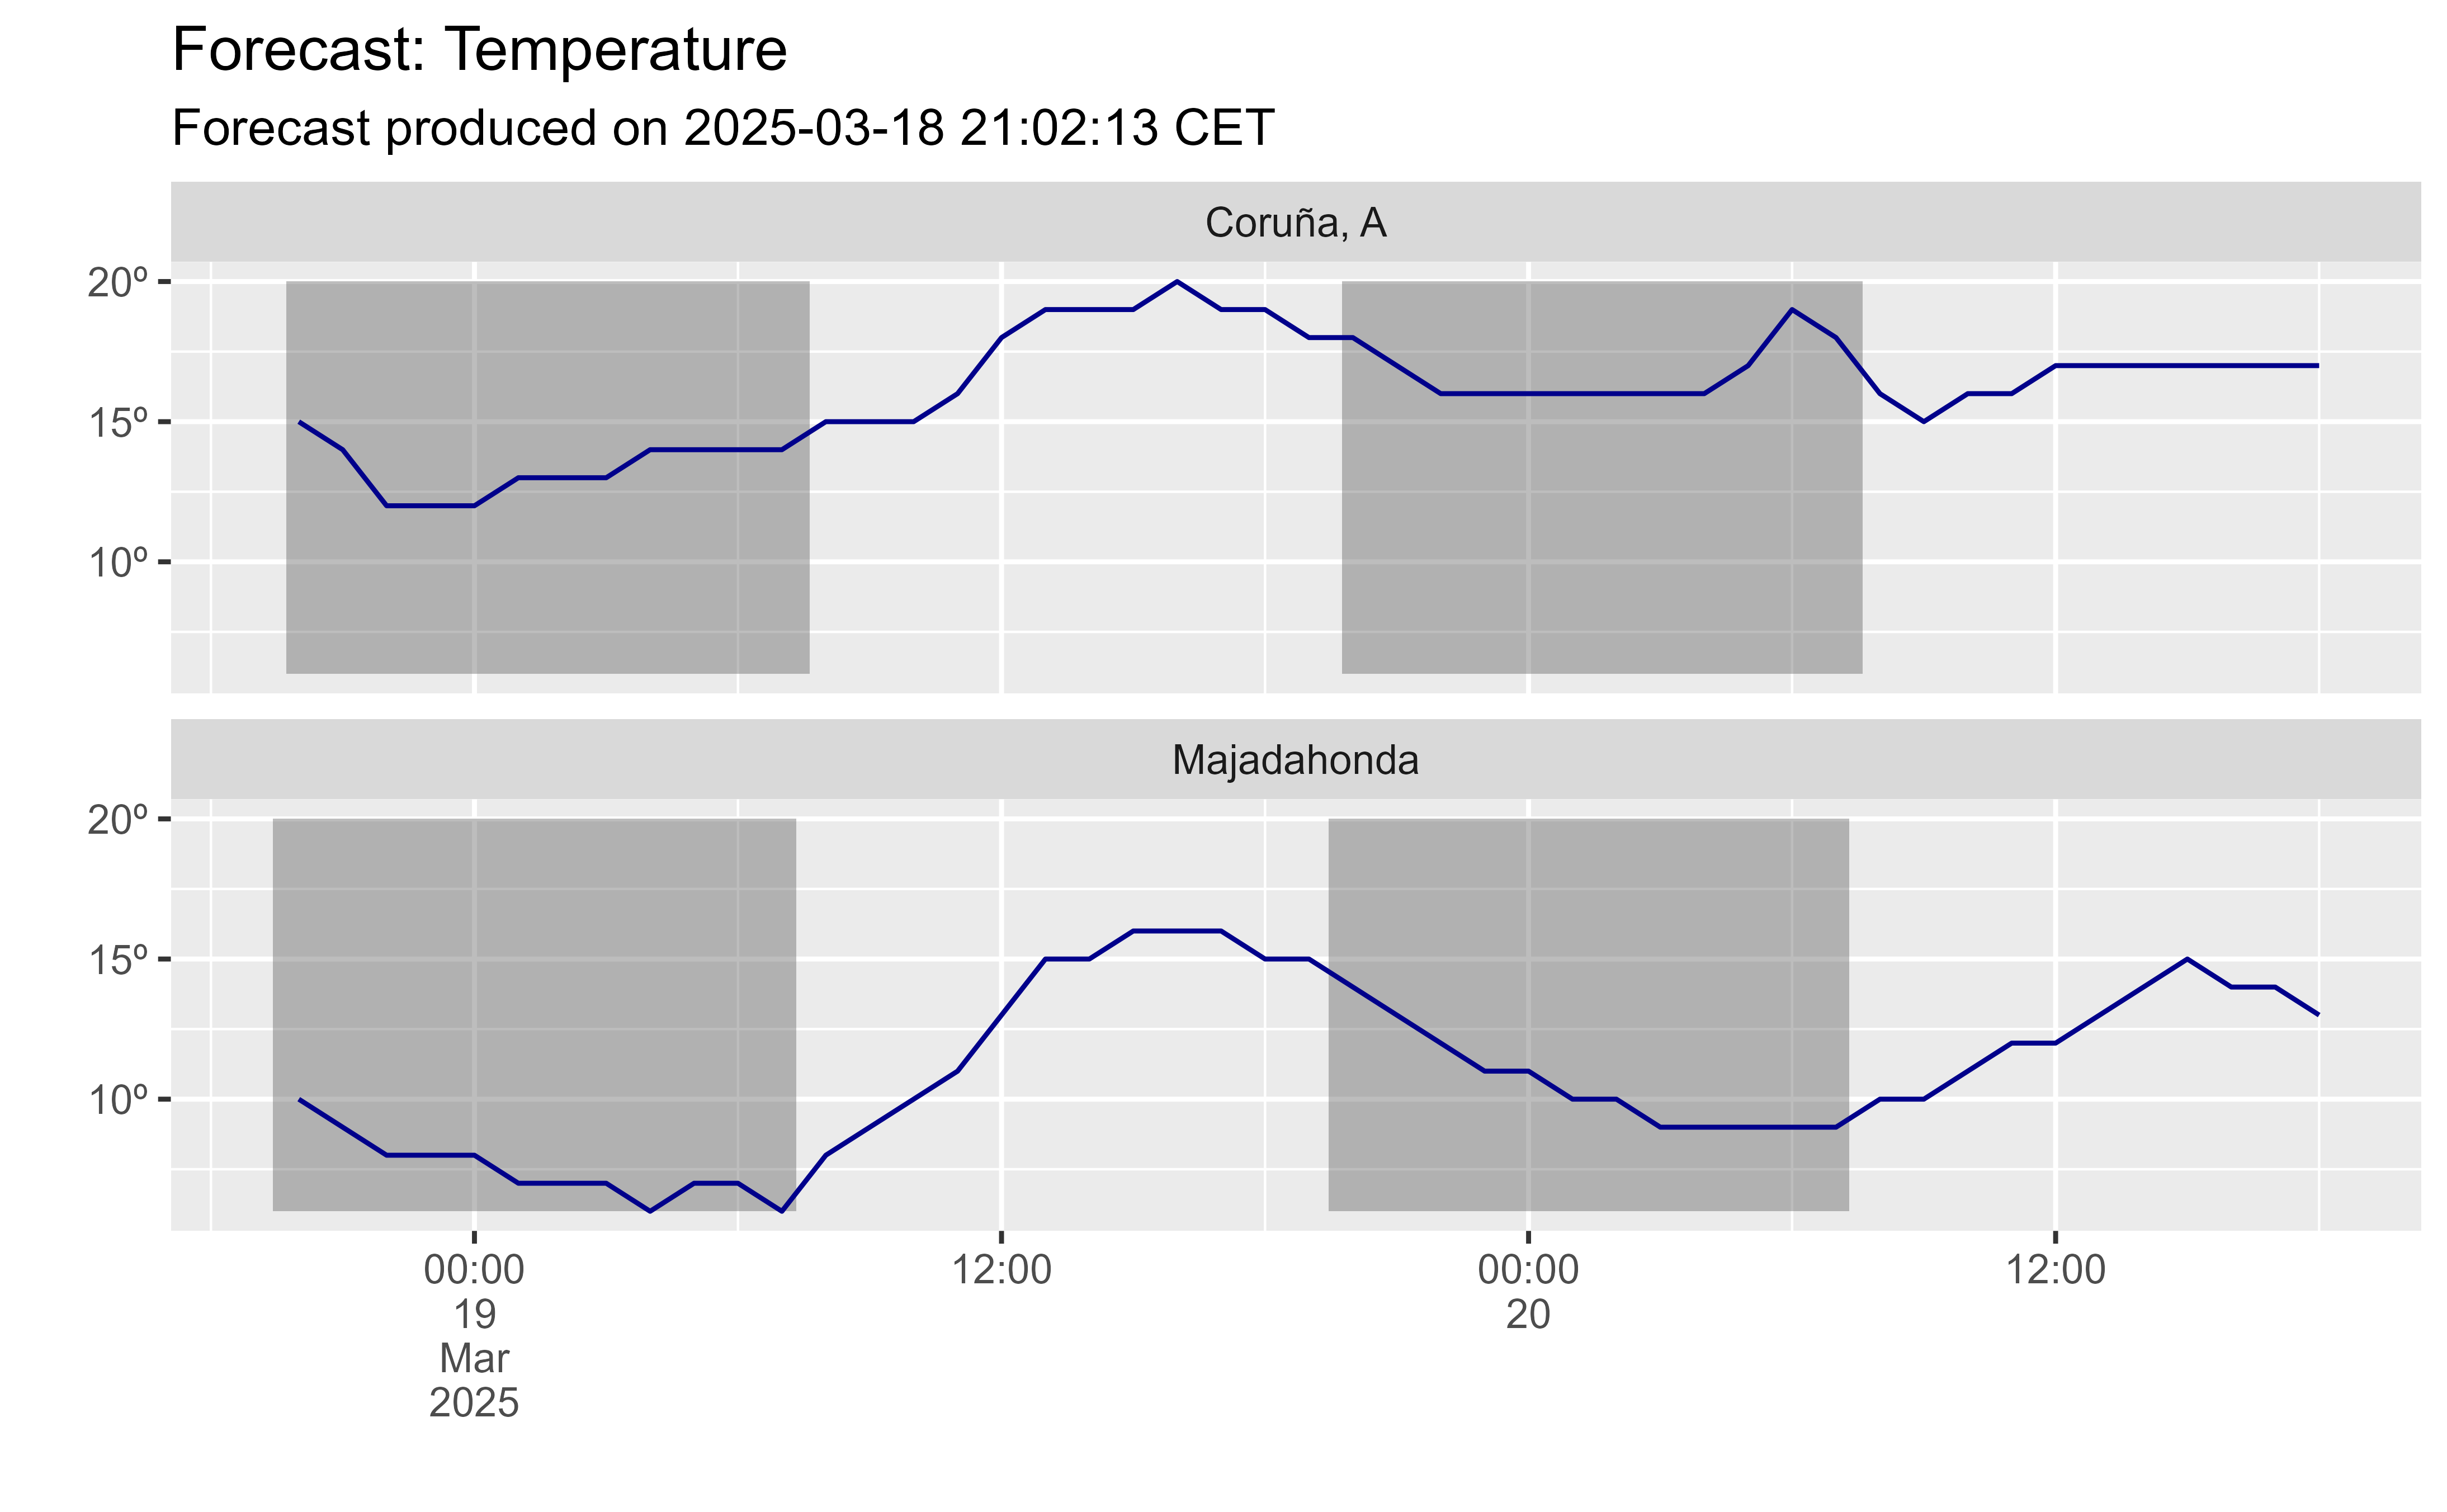 Forecast: Temperature
Forecast produced on 2025-03-18 21:02:13 CET
Coruña, A
20º
15º
10º
Majadahonda
20º
15º
10º
00:00 12:00 00:00 12:00
19 20
Mar
2025